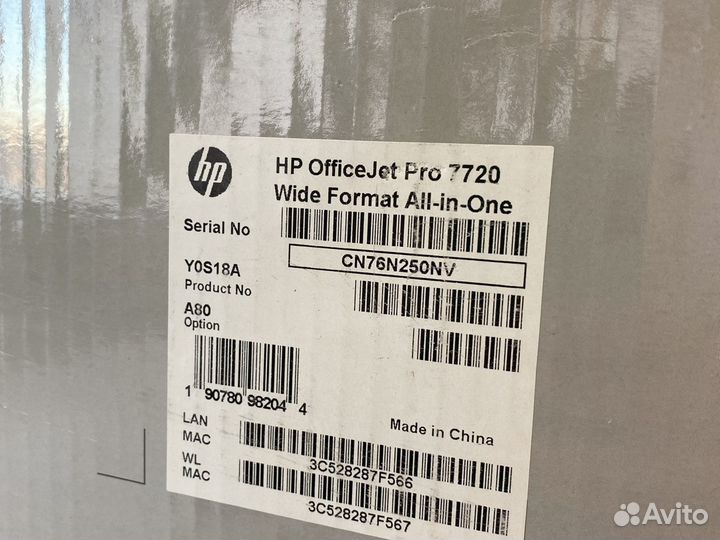 hp
HP OfficeJet Pro 7720
Wide Format All-in-One
Serial No
CN76N250NV
Y0S18A
Product No
A80
Option
1 90780 98204 4
Made in China
LAN
MAC
3C528287F566
WL
MAC
3C528287F567
Avito